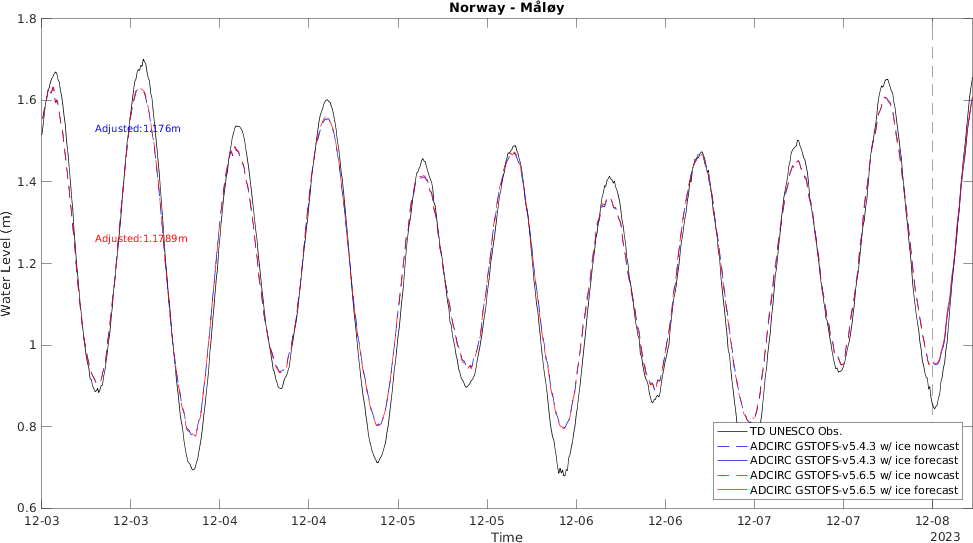 Norway - Måløy
1.8
1.6
1.4
1.2
1
0.8
0.6
Water Level (m)
Adjusted:1.176m
Adjusted:1.1789m
TD UNESCO Obs.
ADCIRC GSTOFS-v5.4.3 w/ ice nowcast
ADCIRC GSTOFS-v5.4.3 w/ ice forecast
ADCIRC GSTOFS-v5.6.5 w/ ice nowcast
ADCIRC GSTOFS-v5.6.5 w/ ice forecast
12-03 12-03 12-04 12-04 12-05 12-05 12-06 12-06 12-07 12-07 12-08
Time
2023